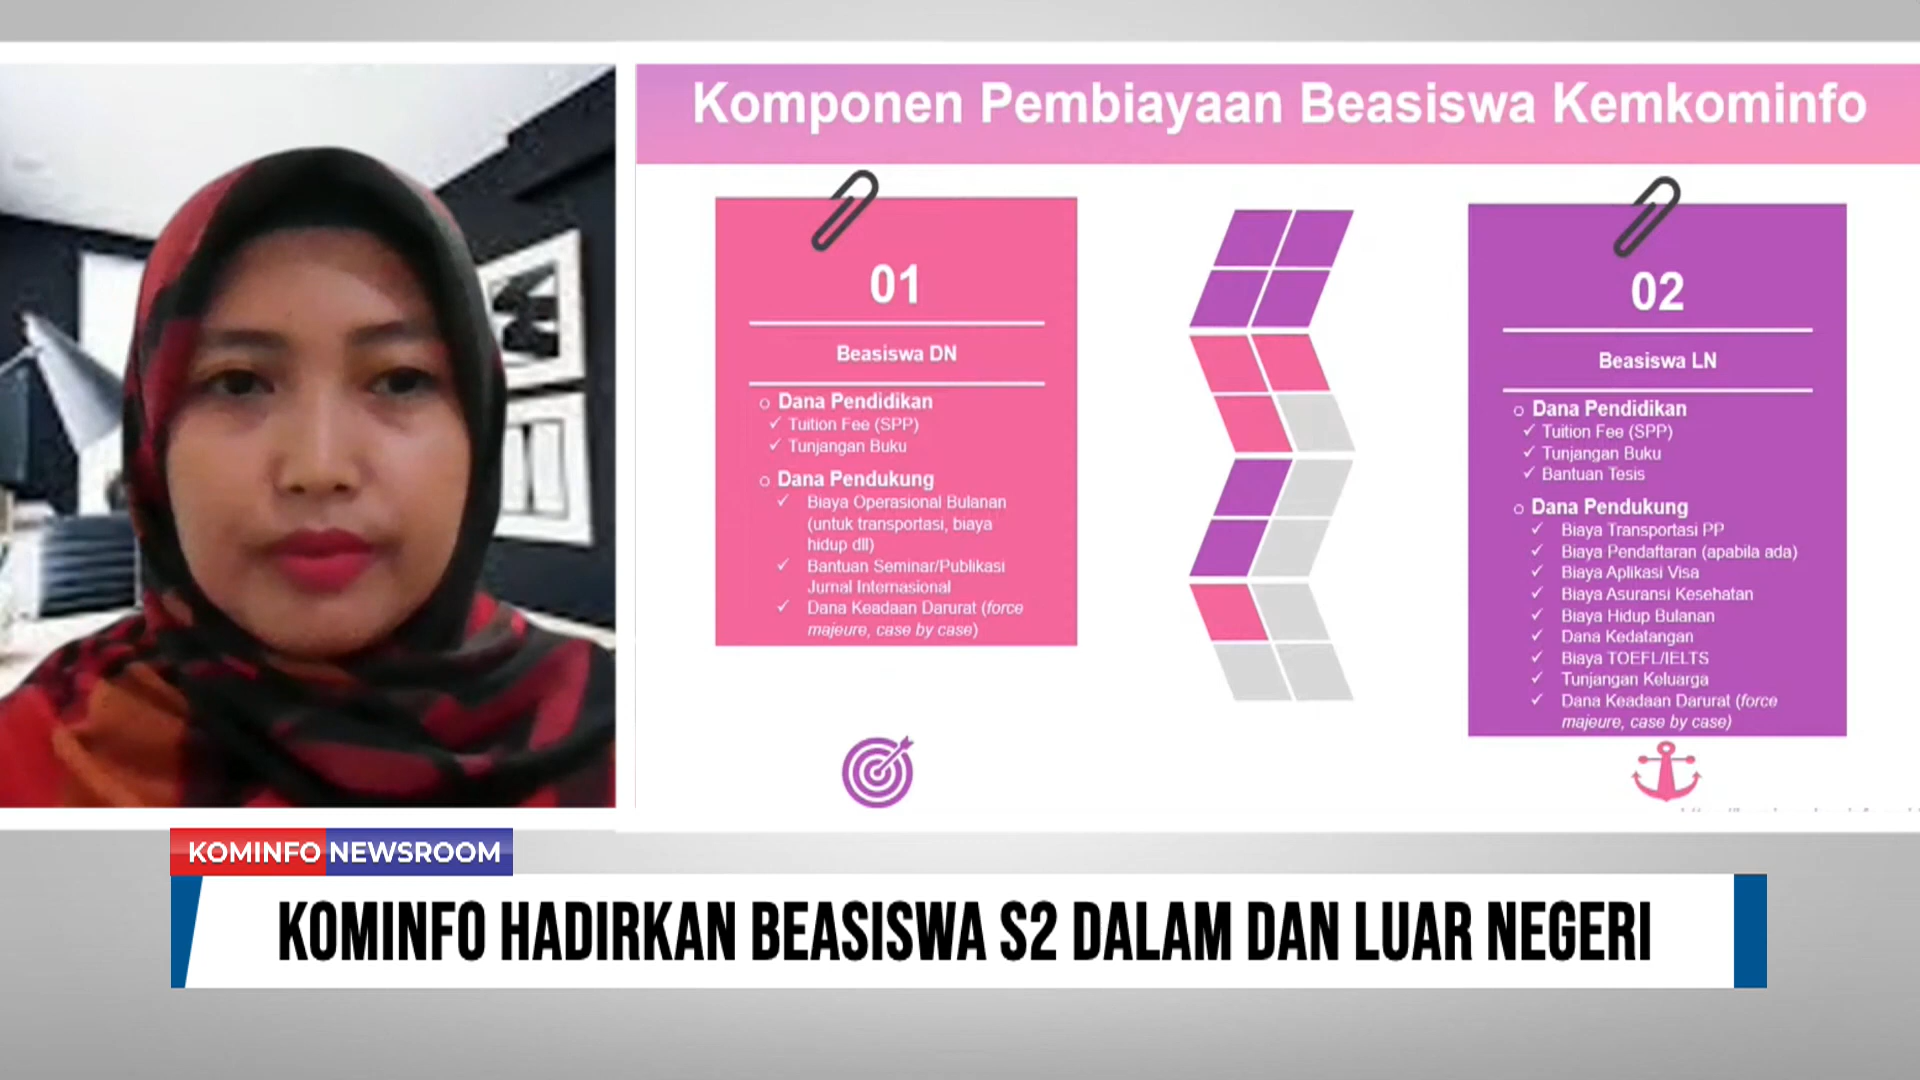 Komponen Pembiayaan Beasiswa Kemkominfo
01
Beasiswa DN
Dana Pendidikan
Tuition Fee (SPP)
Tunjangan Buku
Dana Pendukung
Biaya Operasional Bulanan
(untuk transportasi, biaya
hidup dll)
Bantuan Seminar/Publikasi
Jurnal Internasional
Dana Keadaan Darurat (force
majeure, case by case)
02
Beasiswa LN
Dana Pendidikan
Tuition Fee (SPP)
Tunjangan Buku
Bantuan Tesis
Dana Pendukung
Biaya Transportasi PP
Biaya Pendaftaran (apabila ada)
Biaya Aplikasi Visa
Biaya Asuransi Kesehatan
Biaya Hidup Bulanan
Dana Kedatangan
Biaya TOEFL/IELTS
Tunjangan Keluarga
Dana Keadaan Darurat (force
majeure, case by case)
KOMINFO NEWSROOM
KOMINFO HADIRKAN BEASISWA S2 DALAM DAN LUAR NEGERI